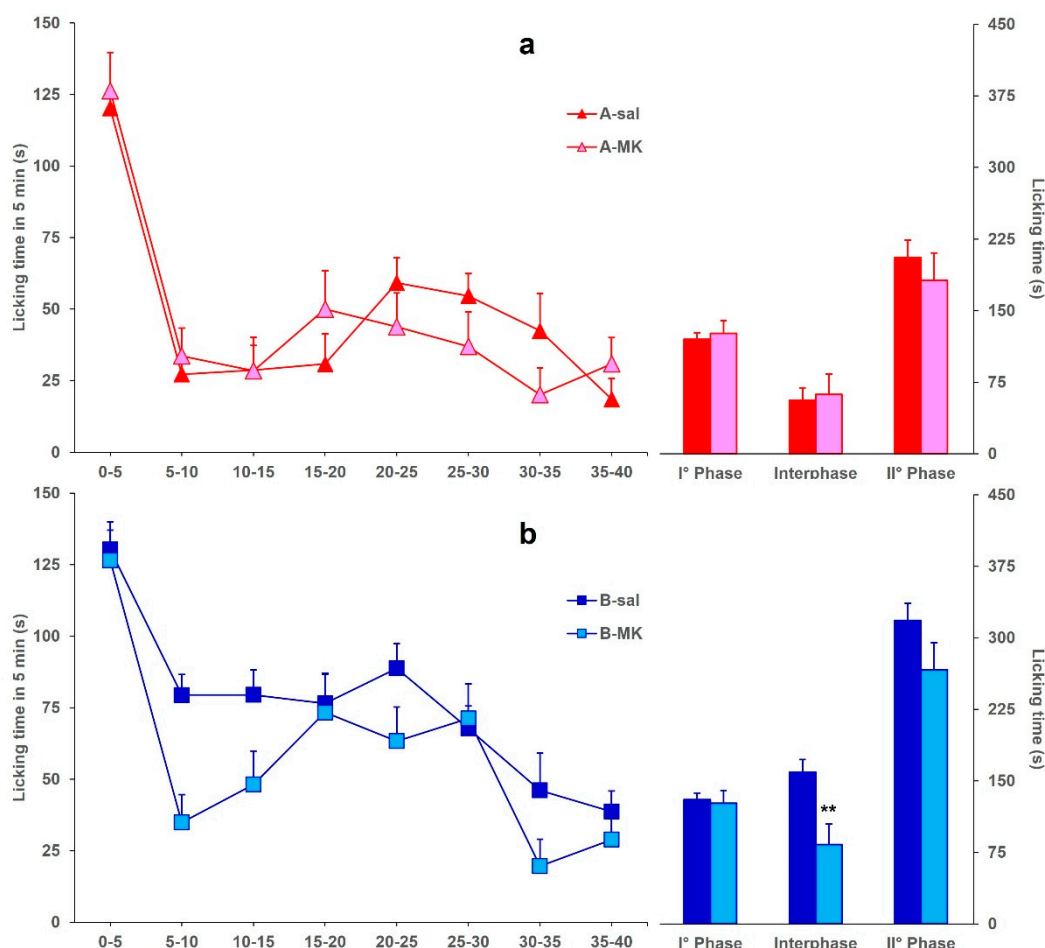 a
Licking time in 5 min (s)
150
125
100
75
50
25
0
A-sal
A-MK
0-5 5-10 10-15 15-20 20-25 25-30 30-35 35-40
450
375
300
225
150
75
0
Licking time (s)
I° Phase Interphase II° Phase
b
Licking time in 5 min (s)
150
125
100
75
50
25
0
B-sal
B-MK
0-5 5-10 10-15 15-20 20-25 25-30 30-35 35-40
450
375
300
225
150
75
0
Licking time (s)
**
I° Phase Interphase II° Phase